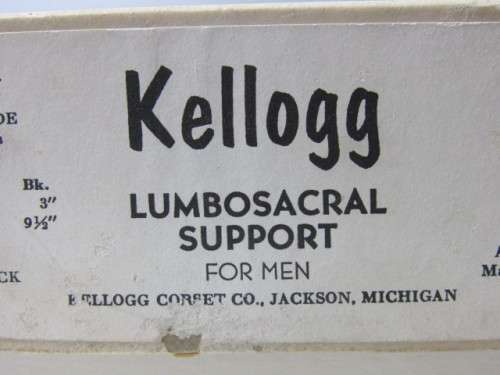 Kellogg
LUMBOSACRAL
SUPPORT
FOR MEN
KELLOGG CORSET CO., JACKSON, MICHIGAN
Bk.
3"
9½"